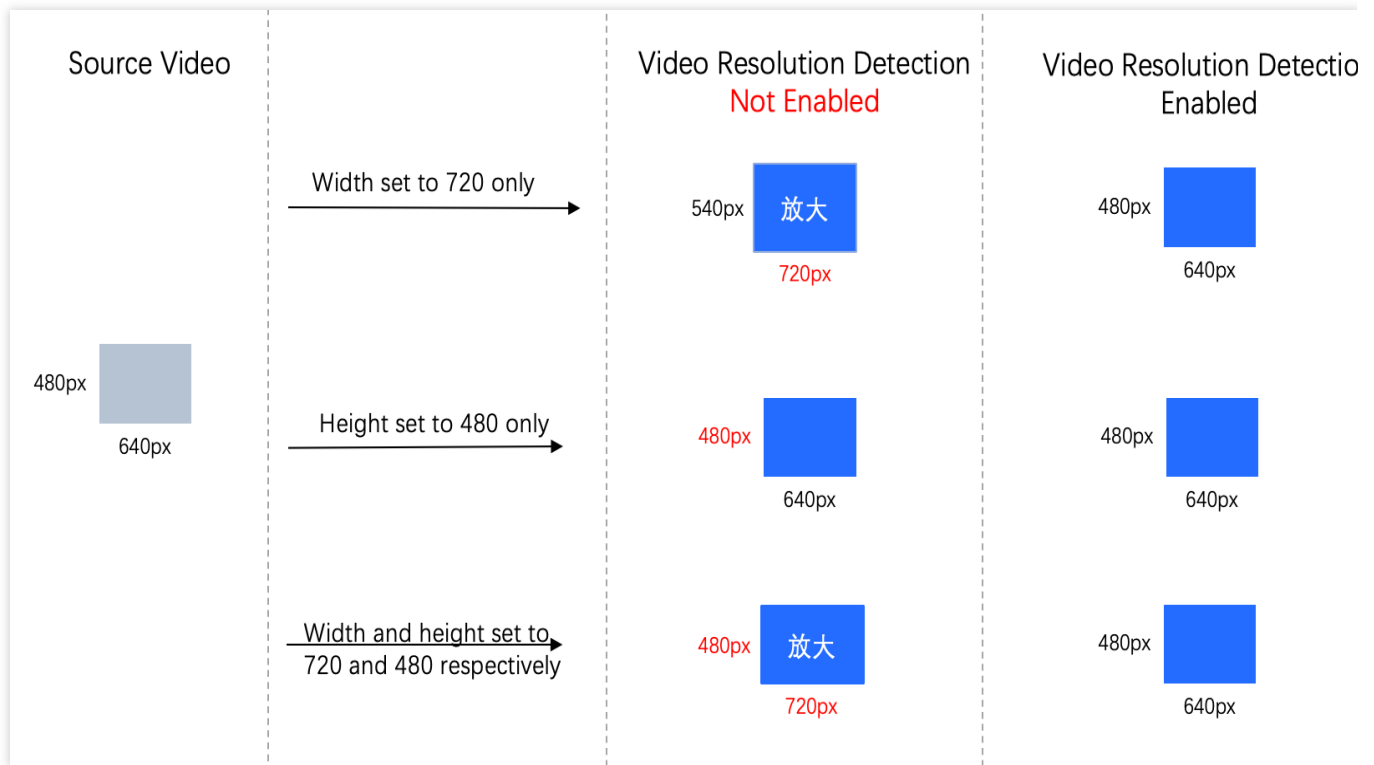 Source Video
Video Resolution Detection
Not Enabled
Video Resolution Detectio
Enabled
Width set to 720 only
540px
放大
720px
480px
640px
480px
640px
Height set to 480 only
480px
640px
480px
640px
Width and height set to
720 and 480 respectively
480px
放大
720px
480px
640px